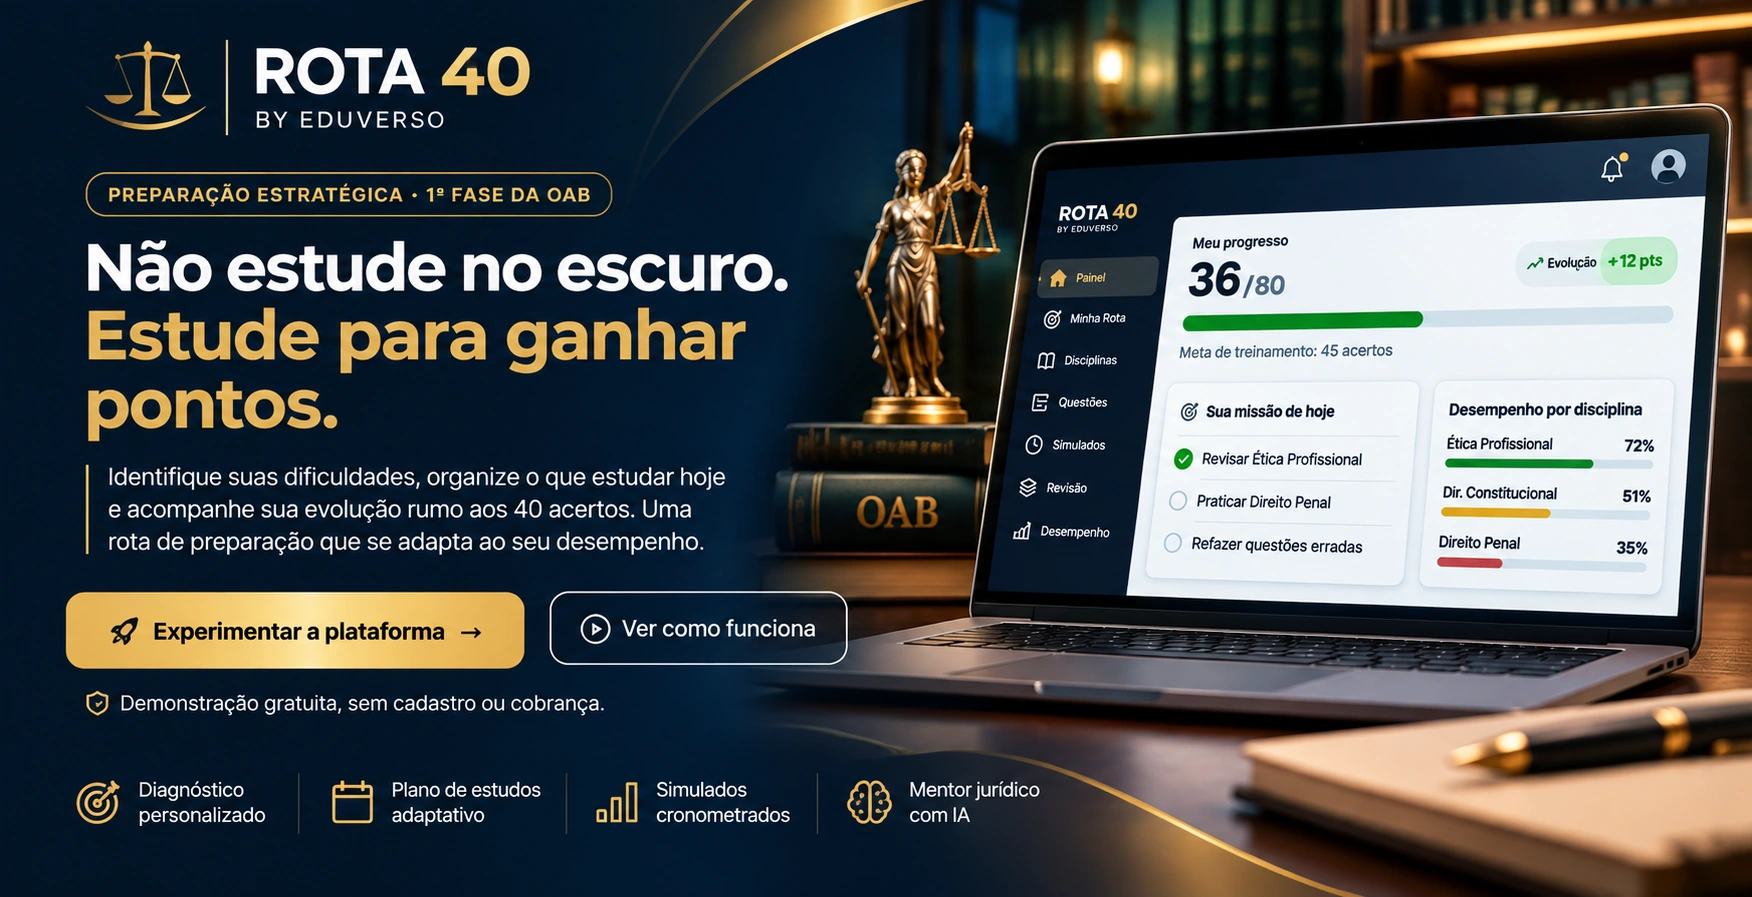 ROTA 40
BY EDUVERSO
PREPARAÇÃO ESTRATÉGICA • 1ª FASE DA OAB
Não estude no escuro.
Estude para ganhar
pontos.
Identifique suas dificuldades, organize o que estudar hoje
e acompanhe sua evolução rumo aos 40 acertos. Uma
rota de preparação que se adapta ao seu desempenho.
Experimentar a plataforma →
Ver como funciona
Demonstração gratuita, sem cadastro ou cobrança.
Diagnóstico
personalizado
Plano de estudos
adaptativo
Simulados
cronometrados
Mentor jurídico
com IA
OAB
ROTA 40
BY EDUVERSO
Painel
Minha Rota
Disciplinas
Questões
Simulados
Revisão
Desempenho
Meu progresso
36/80
Evolução +12 pts
Meta de treinamento: 45 acertos
Sua missão de hoje
Revisar Ética Profissional
Praticar Direito Penal
Refazer questões erradas
Desempenho por disciplina
Ética Profissional 72%
Dir. Constitucional 51%
Direito Penal 35%